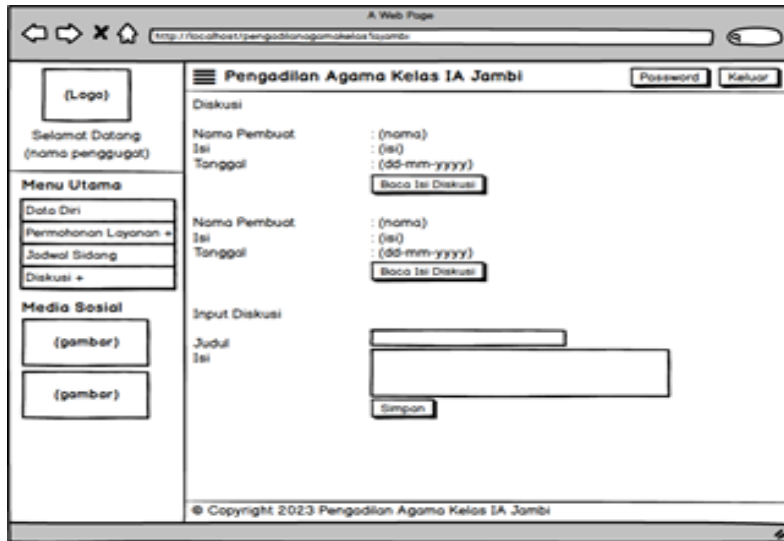 A Web Page
http://localhost/pengadilanagamakelas1ajambi
(Logo)
Selamat Datang
(nama penggugat)
Menu Utama
Data Diri
Permohonan Layanan +
Jadwal Sidang
Diskusi +
Media Sosial
(gambar)
(gambar)
Pengadilan Agama Kelas IA Jambi
Password
Keluar
Diskusi
Nama Pembuat : (nama)
Isi : (isi)
Tanggal : (dd-mm-yyyy)
Baca Isi Diskusi
Nama Pembuat : (nama)
Isi : (isi)
Tanggal : (dd-mm-yyyy)
Baca Isi Diskusi
Input Diskusi
Judul
Isi
Simpan
© Copyright 2023 Pengadilan Agama Kelas IA Jambi